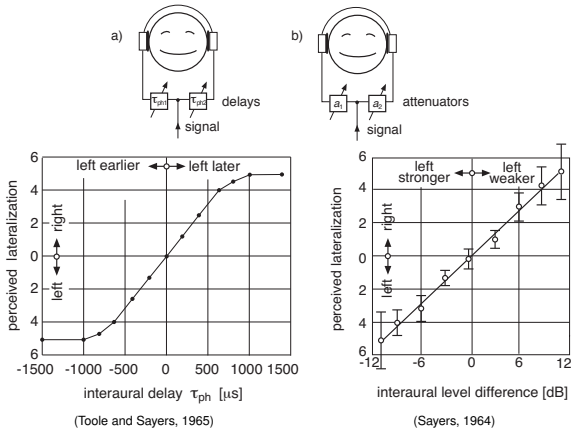 a)
τph1 τph2 delays
signal
b)
a1 a2 attenuators
signal
6
4
2
0
2
4
6
perceived lateralization
left right
left earlier left later
-1500 -1000 -500 0 500 1000 1500
interaural delay τph [μs]
(Toole and Sayers, 1965)
6
4
2
0
2
4
6
perceived lateralization
left right
left left
stronger weaker
-12 -6 0 6 12
interaural level difference [dB]
(Sayers, 1964)